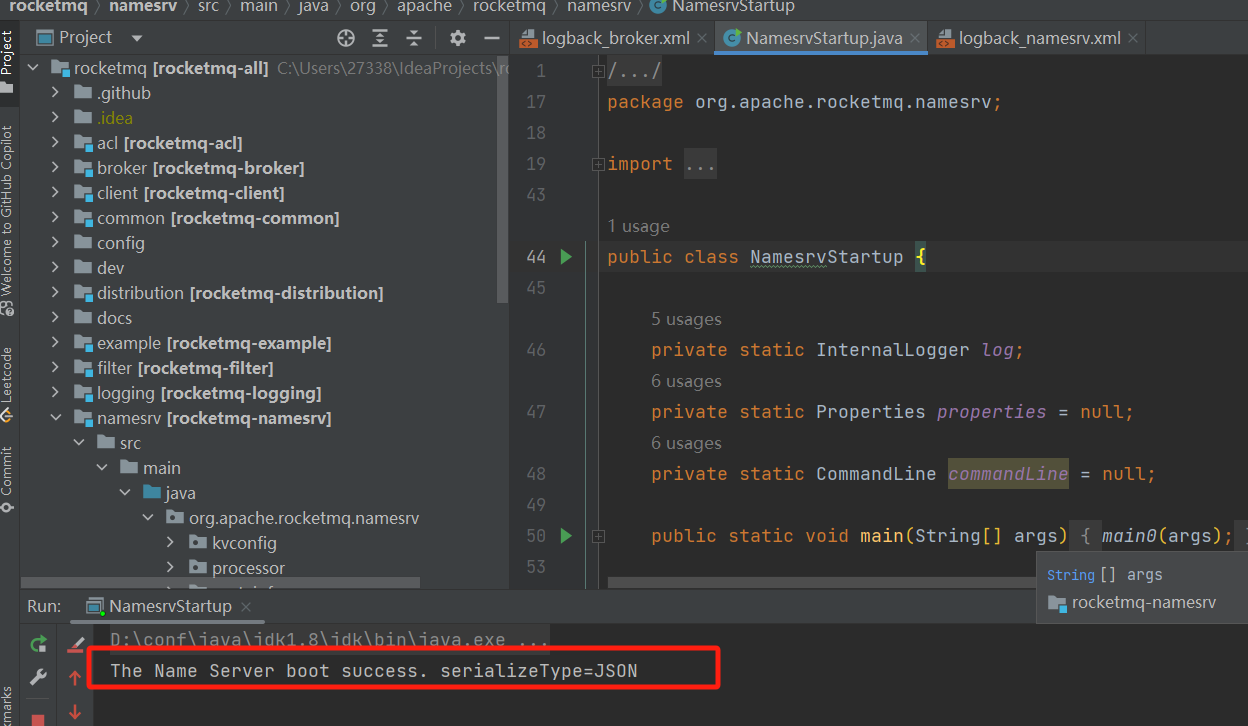 rocketmq › namesrv › src › main › java › org › apache › rocketmq › namesrv › NamesrvStartup
Project
logback_broker.xml
NamesrvStartup.java
logback_namesrv.xml
Project
Welcome to GitHub Copilot
Leetcode
Commit
rocketmq [rocketmq-all] C:\Users\27338\IdeaProjects\
.github
.idea
acl [rocketmq-acl]
broker [rocketmq-broker]
client [rocketmq-client]
common [rocketmq-common]
config
dev
distribution [rocketmq-distribution]
docs
example [rocketmq-example]
filter [rocketmq-filter]
logging [rocketmq-logging]
namesrv [rocketmq-namesrv]
src
main
java
org.apache.rocketmq.namesrv
kvconfig
processor
1 /.../
17 package org.apache.rocketmq.namesrv;
18
19 import ...
43
1 usage
44 public class NamesrvStartup {
45
5 usages
46 private static InternalLogger log;
6 usages
47 private static Properties properties = null;
6 usages
48 private static CommandLine commandLine = null;
49
50 public static void main(String[] args) { main0(args);
53
String[] args
rocketmq-namesrv
Run: NamesrvStartup
D:\conf\java\jdk1.8\jdk\bin\java.exe ...
The Name Server boot success. serializeType=JSON